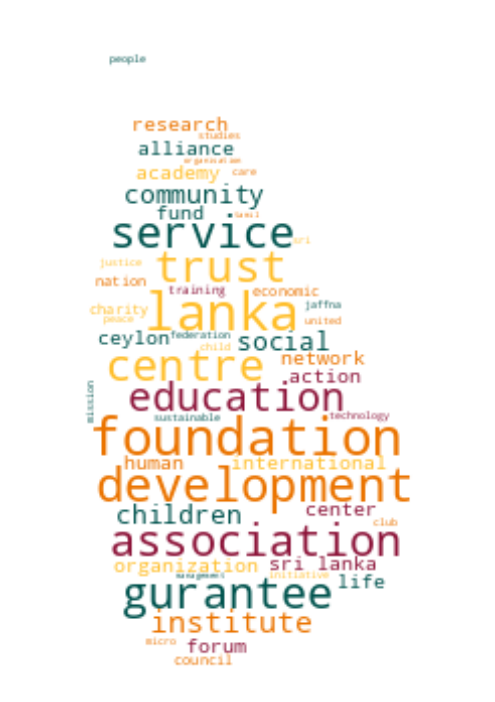 people
research
studies
alliance
organisation
academy care
community
fund tamil
service sri
trust
justice
nation training economic
lanka
charity jaffna
peace united
ceylon federation social
child
centre network
action
mission education
sustainable technology
foundation
human international
development
children center
club
association
organization sri lanka
management initiative life
gurantee
institute
micro forum
council